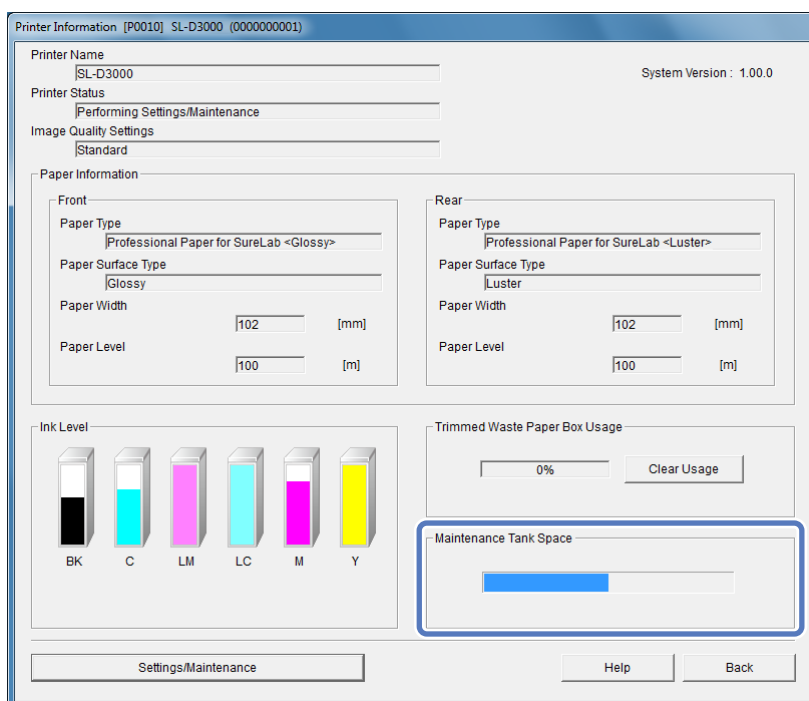 Printer Information [P0010] SL-D3000 (0000000001)
Printer Name
SL-D3000
System Version : 1.00.0
Printer Status
Performing Settings/Maintenance
Image Quality Settings
Standard
Paper Information
Front
Paper Type
Professional Paper for SureLab <Glossy>
Paper Surface Type
Glossy
Paper Width
102 [mm]
Paper Level
100 [m]
Rear
Paper Type
Professional Paper for SureLab <Luster>
Paper Surface Type
Luster
Paper Width
102 [mm]
Paper Level
100 [m]
Ink Level
BK C LM LC M Y
Trimmed Waste Paper Box Usage
0% Clear Usage
Maintenance Tank Space
Settings/Maintenance Help Back